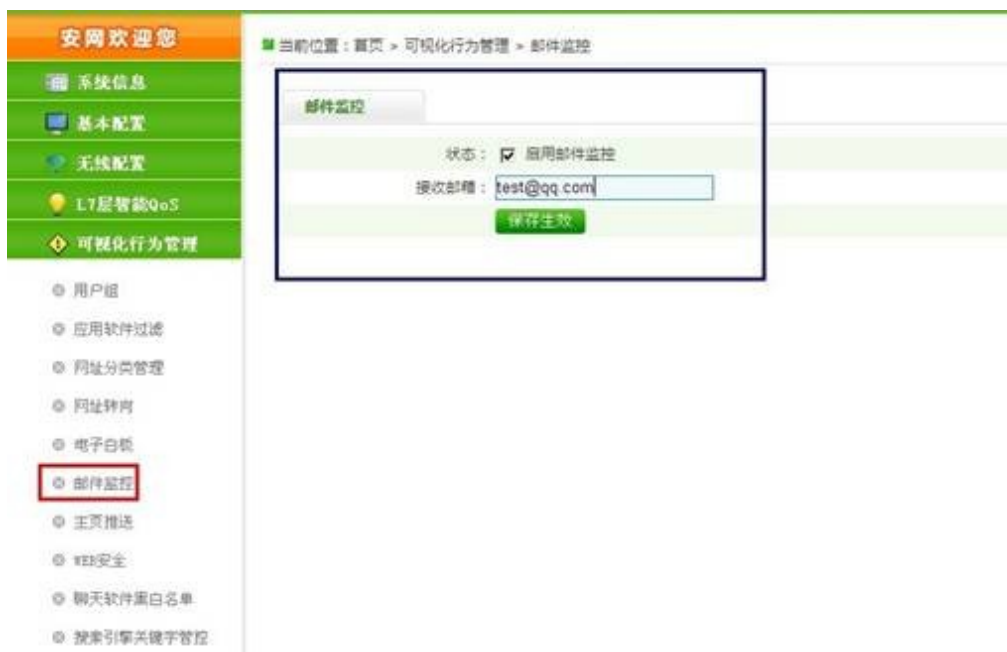 安网欢迎您
系统信息
基本配置
无线配置
L7层智能QoS
可视化行为管理
用户组
应用软件过滤
网址分类管理
网址转向
电子白板
邮件监控
主页推送
WEB安全
聊天软件黑白名单
搜索引擎关键字管控
当前位置：首页 » 可视化行为管理 » 邮件监控
邮件监控
状态： 启用邮件监控
接收邮箱： test@qq.com
保存生效